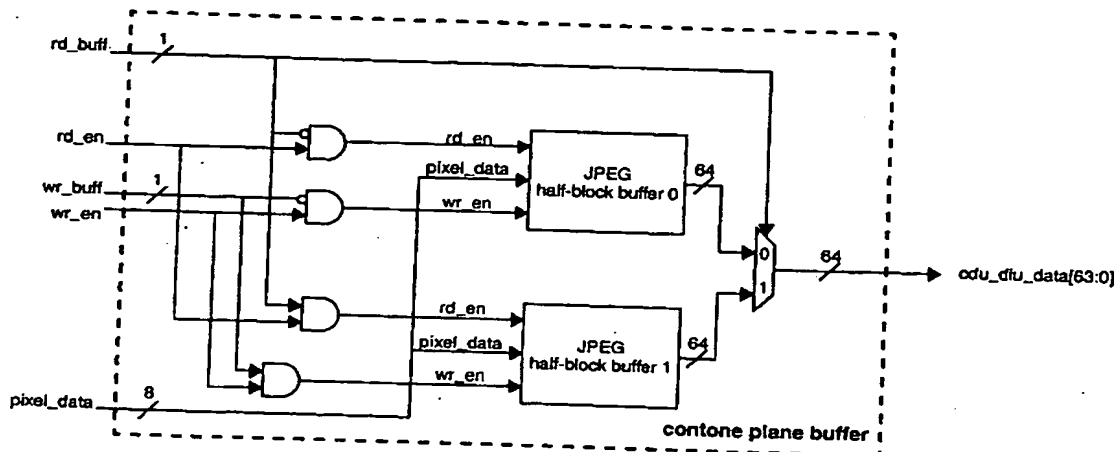 rd_buff
1
rd_en
rd_en
pixel_data
JPEG
half-block buffer 0
64
wr_buff
1
wr_en
wr_en
0
64
cdu_diu_data[63:0]
1
rd_en
pixel_data
JPEG
half-block buffer 1
64
wr_en
pixel_data
8
contone plane buffer